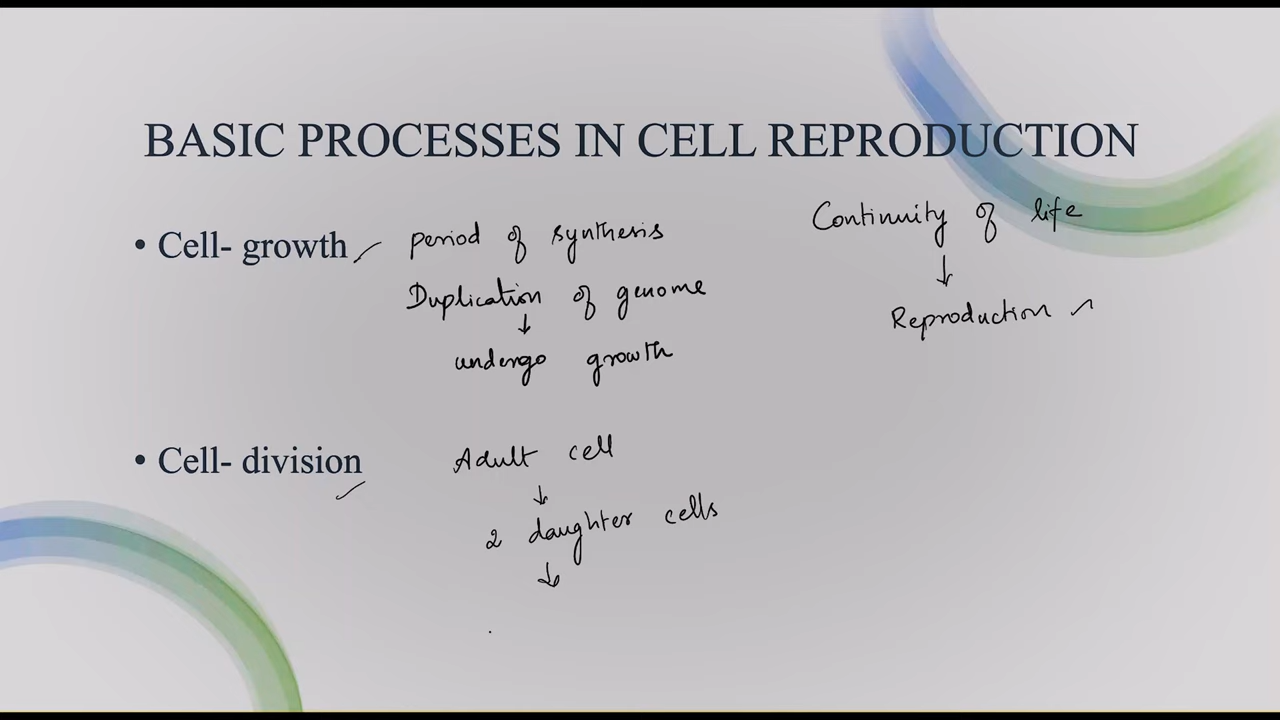 BASIC PROCESSES IN CELL REPRODUCTION
• Cell- growth
period of synthesis
Duplication of genome
↓
undergo growth
Continuity of life
↓
Reproduction
• Cell- division
Adult cell
↓
2 daughter cells
↓